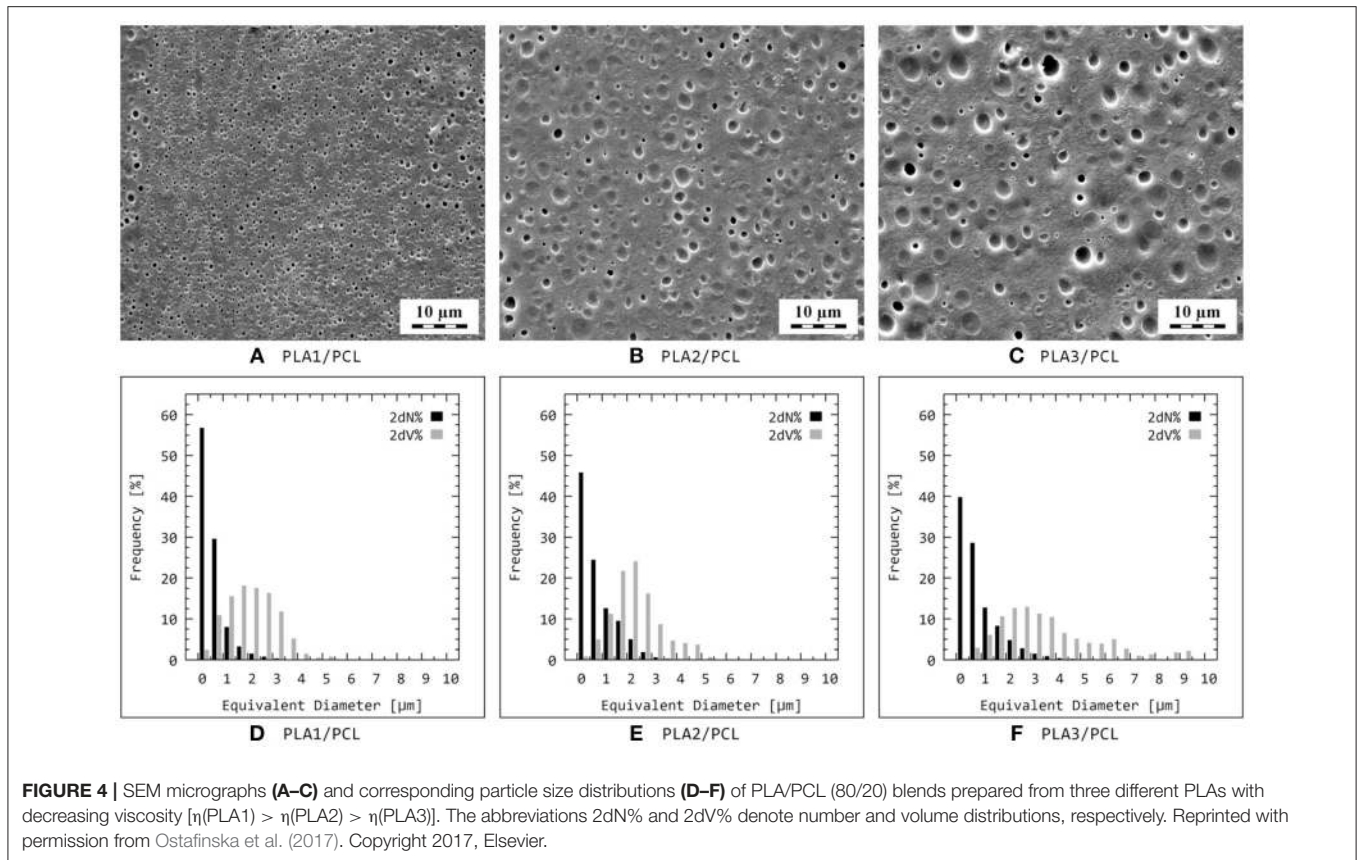 10 µm
10 µm
10 µm
A PLA1/PCL
B PLA2/PCL
C PLA3/PCL
2dN%
2dV%
60
50
40
30
20
10
0
Frequency [%]
0 1 2 3 4 5 6 7 8 9 10
Equivalent Diameter [µm]
D PLA1/PCL
2dN%
2dV%
60
50
40
30
20
10
0
Frequency [%]
0 1 2 3 4 5 6 7 8 9 10
Equivalent Diameter [µm]
E PLA2/PCL
2dN%
2dV%
60
50
40
30
20
10
0
Frequency [%]
0 1 2 3 4 5 6 7 8 9 10
Equivalent Diameter [µm]
F PLA3/PCL
FIGURE 4 | SEM micrographs (A–C) and corresponding particle size distributions (D–F) of PLA/PCL (80/20) blends prepared from three different PLAs with
decreasing viscosity [η(PLA1) > η(PLA2) > η(PLA3)]. The abbreviations 2dN% and 2dV% denote number and volume distributions, respectively. Reprinted with
permission from Ostafinska et al. (2017). Copyright 2017, Elsevier.